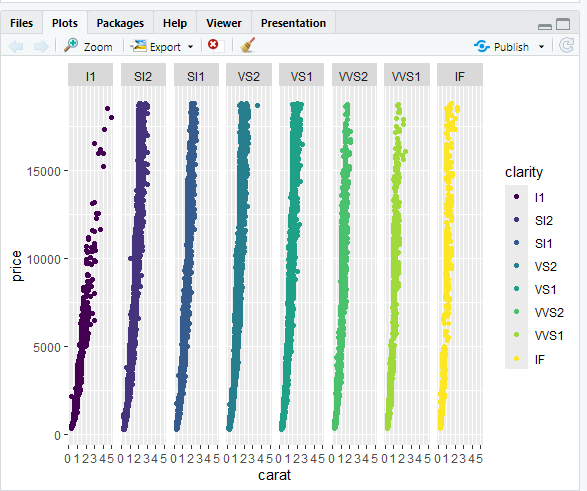 Files Plots Packages Help Viewer Presentation
Zoom Export Publish
I1 SI2 SI1 VS2 VS1 VVS2 VVS1 IF
price
15000
10000
5000
0
0 1 2 3 4 5 0 1 2 3 4 5 0 1 2 3 4 5 0 1 2 3 4 5 0 1 2 3 4 5 0 1 2 3 4 5 0 1 2 3 4 5 0 1 2 3 4 5
carat
clarity
I1
SI2
SI1
VS2
VS1
VVS2
VVS1
IF